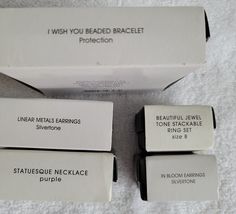 I WISH YOU BEADED BRACELET
Protection
LINEAR METALS EARRINGS
Silvertone
BEAUTIFUL JEWEL
TONE STACKABLE
RING SET
size 8
STATUESQUE NECKLACE
purple
IN BLOOM EARRINGS
SILVERTONE